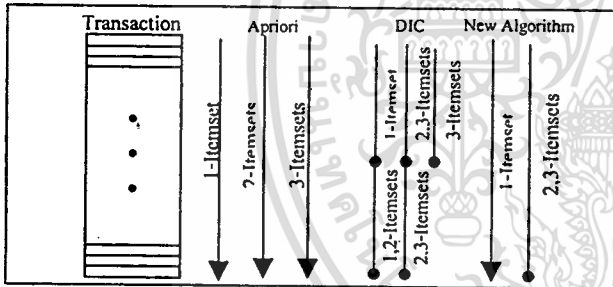 Transaction
Apriori
DIC
New Algorithm
1-Itemset
2-Itemsets
3-Itemsets
1-Itemset
2.3-Itemsets
3-Itemsets
1,2-Itemsets
2.3-Itemsets
1-Itemsets
2,3-Itemsets